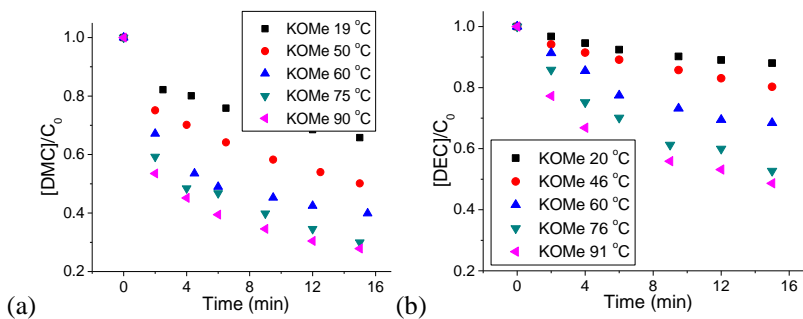 KOMe 19 °C
KOMe 50 °C
KOMe 60 °C
KOMe 75 °C
KOMe 90 °C
[DMC]/C0
1.0
0.8
0.6
0.4
0.2
0 4 8 12 16
Time (min)
(a)
KOMe 20 °C
KOMe 46 °C
KOMe 60 °C
KOMe 76 °C
KOMe 91 °C
[DEC]/C0
1.0
0.8
0.6
0.4
0.2
0 4 8 12 16
Time (min)
(b)